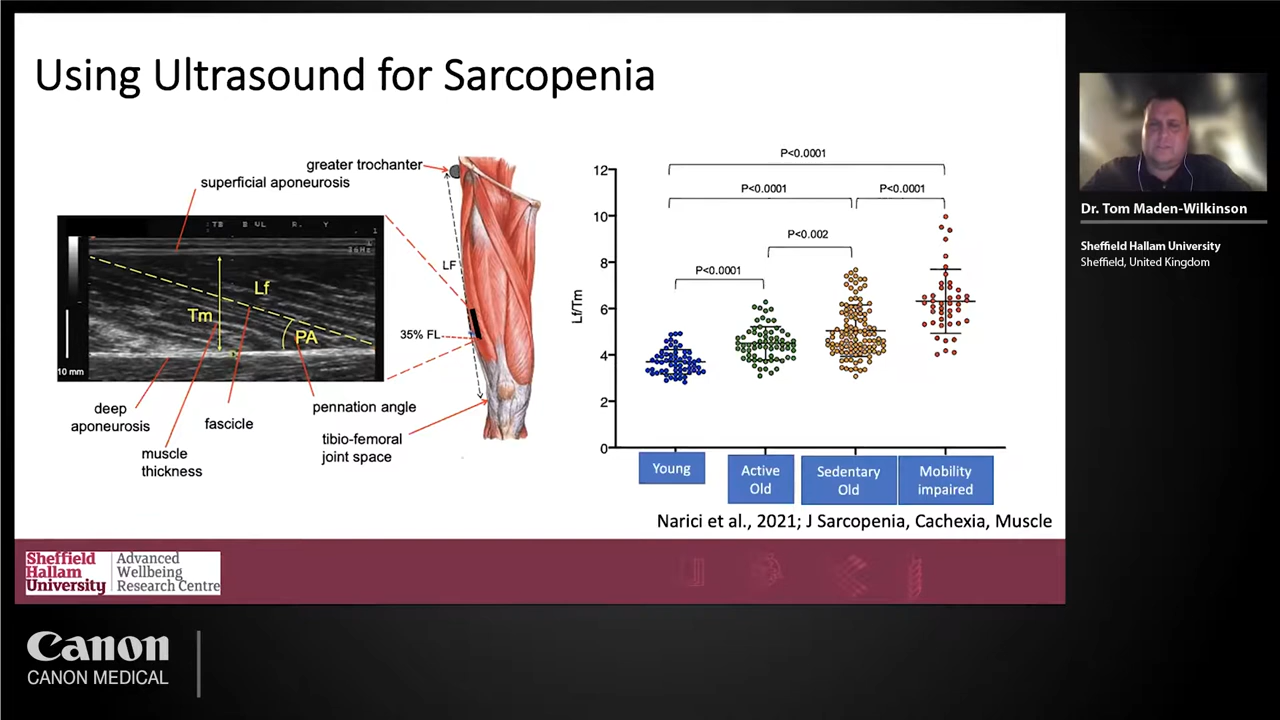 Using Ultrasound for Sarcopenia
greater trochanter
superficial aponeurosis
LF
35% FL
Lf
Tm
PA
10 mm
deep
aponeurosis
muscle
thickness
fascicle
pennation angle
tibio-femoral
joint space
P<0.0001
P<0.0001
P<0.0001
P<0.002
P<0.0001
Lf/Tm
12
10
8
6
4
2
0
Young
Active
Old
Sedentary
Old
Mobility
impaired
Narici et al., 2021; J Sarcopenia, Cachexia, Muscle
Sheffield
Hallam
University
Advanced
Wellbeing
Research Centre
Canon
CANON MEDICAL
Dr. Tom Maden-Wilkinson
Sheffield Hallam University
Sheffield, United Kingdom